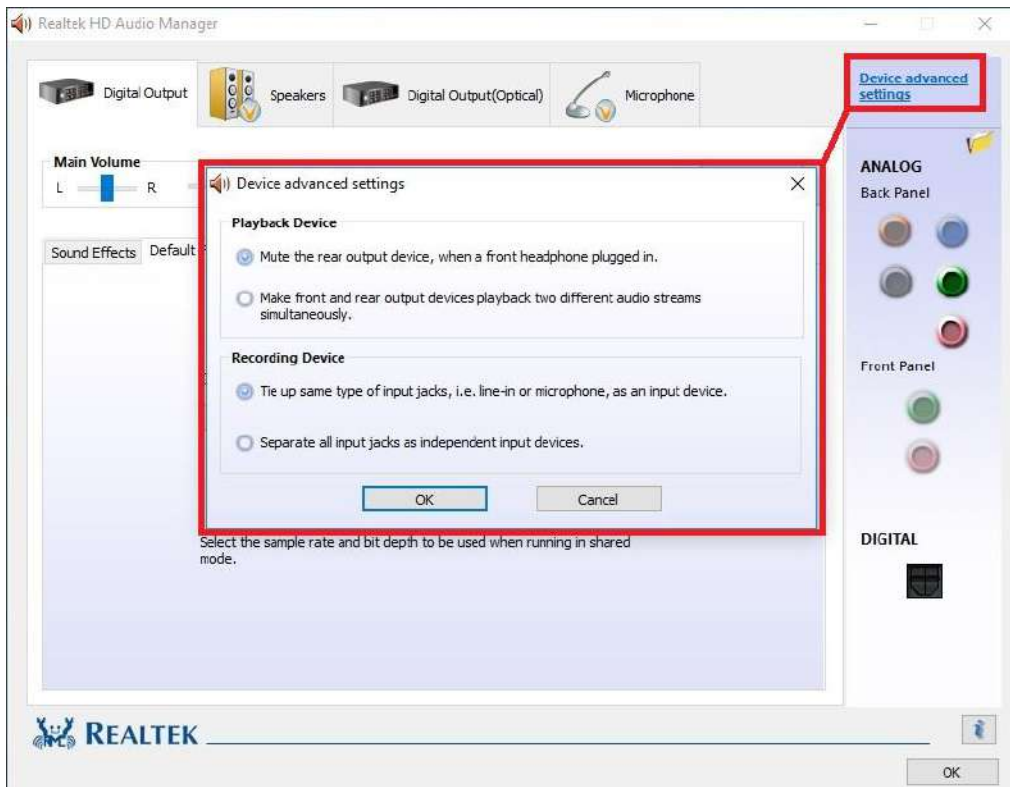 Realtek HD Audio Manager
Digital Output
Speakers
Digital Output(Optical)
Microphone
Device advanced
settings
Main Volume
L
R
Device advanced settings
ANALOG
Back Panel
Playback Device
Sound Effects
Default
Mute the rear output device, when a front headphone plugged in.
Make front and rear output devices playback two different audio streams
simultaneously.
Recording Device
Front Panel
Tie up same type of input jacks, i.e. line-in or microphone, as an input device.
Separate all input jacks as independent input devices.
OK
Cancel
Select the sample rate and bit depth to be used when running in shared
mode.
DIGITAL
REALTEK
i
OK